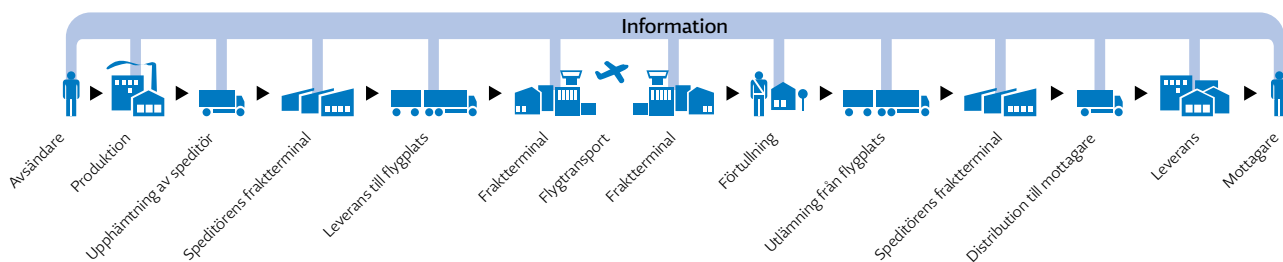 Information
Avsändare
Produktion
Upphämtning av speditör
Speditörens fraktterminal
Leverans till flygplats
Fraktterminal
Flygtransport
Fraktterminal
Förtullning
Utlämning från flygplats
Speditörens fraktterminal
Distribution till mottagare
Leverans
Mottagare